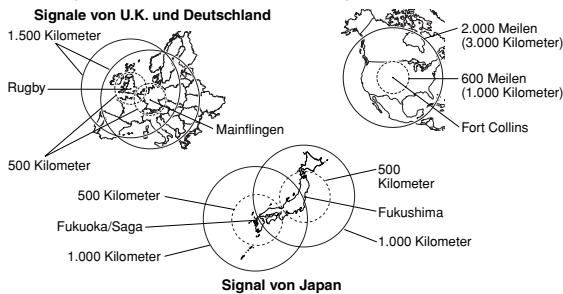 Signale von U.K. und Deutschland
1.500 Kilometer
Rugby
500 Kilometer
Mainflingen
2.000 Meilen
(3.000 Kilometer)
600 Meilen
(1.000 Kilometer)
Fort Collins
500 Kilometer
Fukuoka/Saga
1.000 Kilometer
500
Kilometer
Fukushima
1.000 Kilometer
Signal von Japan